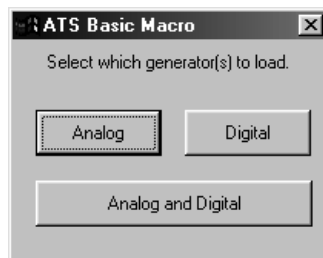 ATS Basic Macro
Select which generator(s) to load.
Analog
Digital
Analog and Digital